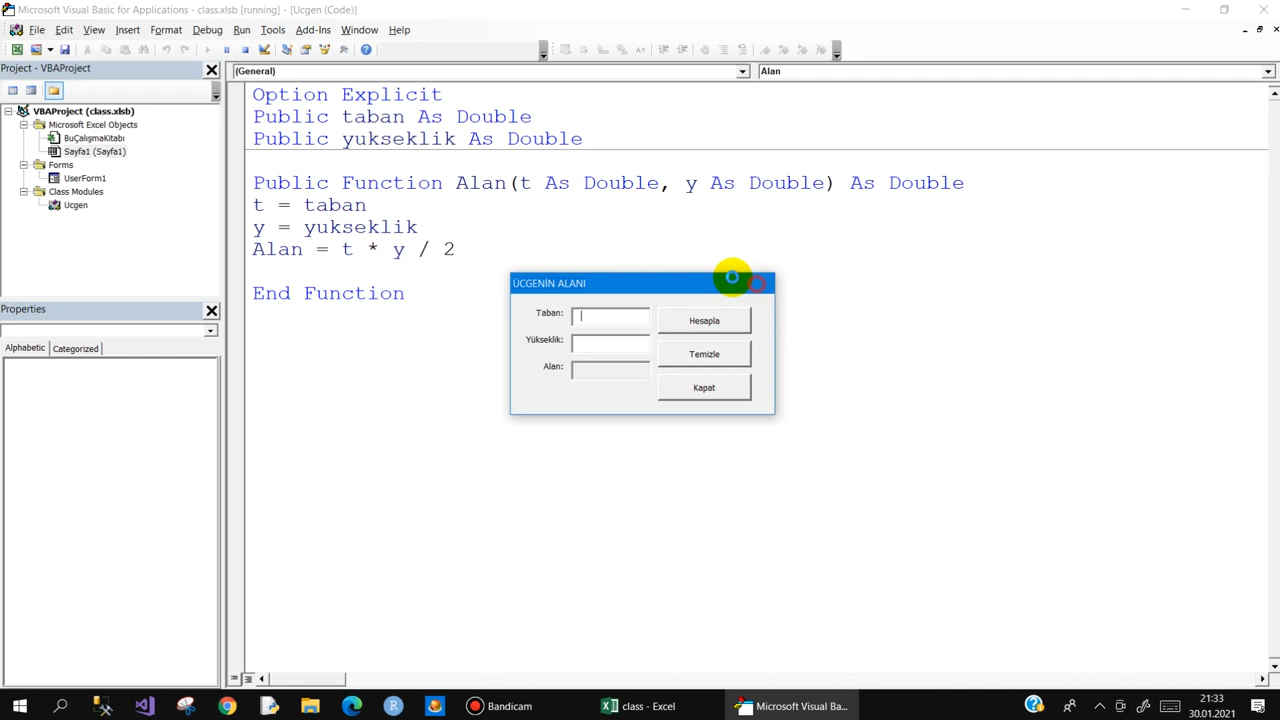 Microsoft Visual Basic for Applications - class.xlsb [running] - [Ucgen (Code)]
File Edit View Insert Format Debug Run Tools Add-Ins Window Help
Project - VBAProject
(General)
Alan
VBAProject (class.xlsb)
Microsoft Excel Objects
BuÇalışmaKitabı
Sayfa1 (Sayfa1)
Forms
UserForm1
Class Modules
Ucgen
Properties
Alphabetic Categorized
Option Explicit
Public taban As Double
Public yukseklik As Double
Public Function Alan(t As Double, y As Double) As Double
t = taban
y = yukseklik
Alan = t * y / 2
End Function
ÜCGENİN ALANI
Taban:
Hesapla
Yükseklik:
Temizle
Alan:
Kapat
Bandicam
class - Excel
Microsoft Visual Ba...
21:33
30.01.2021